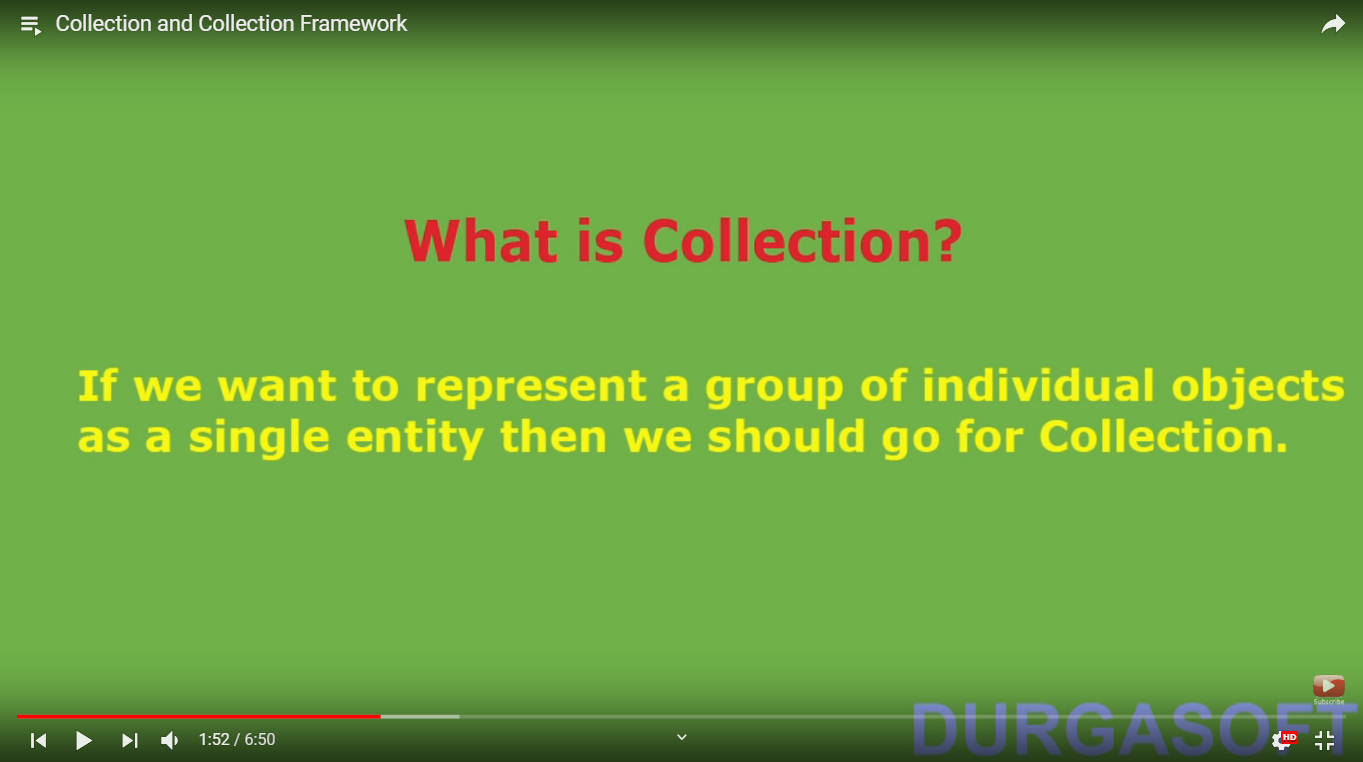 Collection and Collection Framework
What is Collection?
If we want to represent a group of individual objects
as a single entity then we should go for Collection.
Subscribe
DURGASOFT
1:52 / 6:50
HD